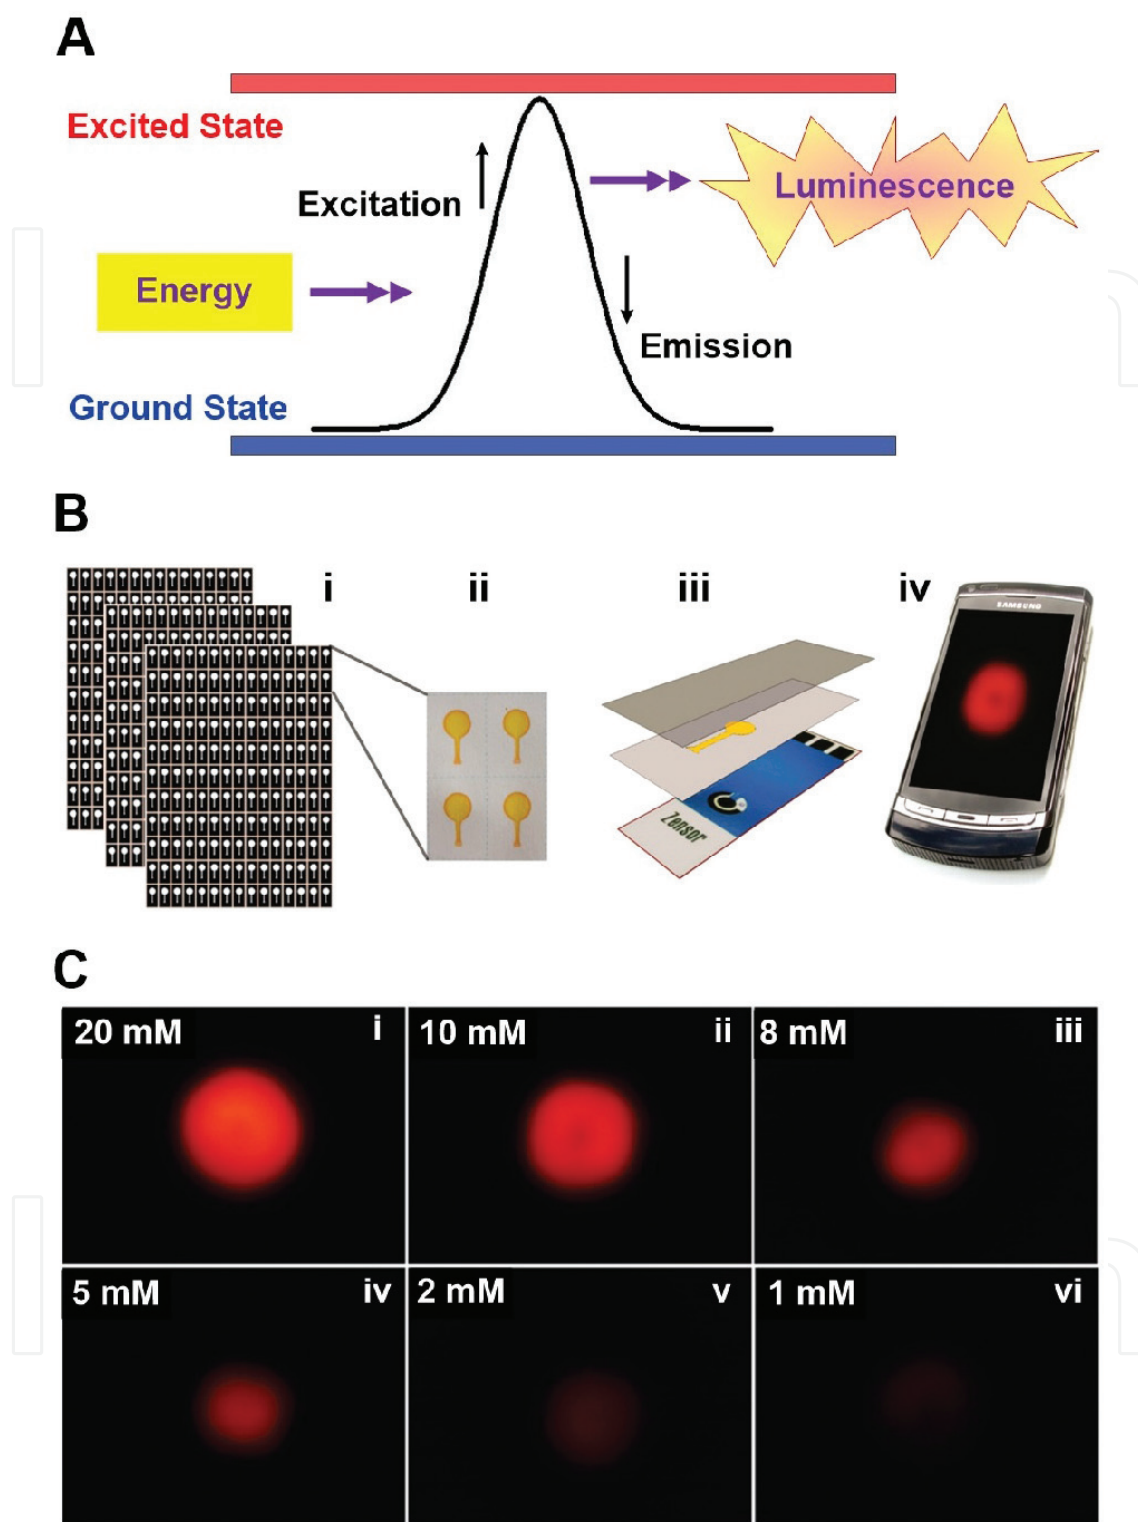 A
Excited State
Excitation
Luminescence
Energy
Emission
Ground State
B
i
ii
iii
iv
SAMSUNG
Zensor
C
20 mM
i
10 mM
ii
8 mM
iii
5 mM
iv
2 mM
v
1 mM
vi